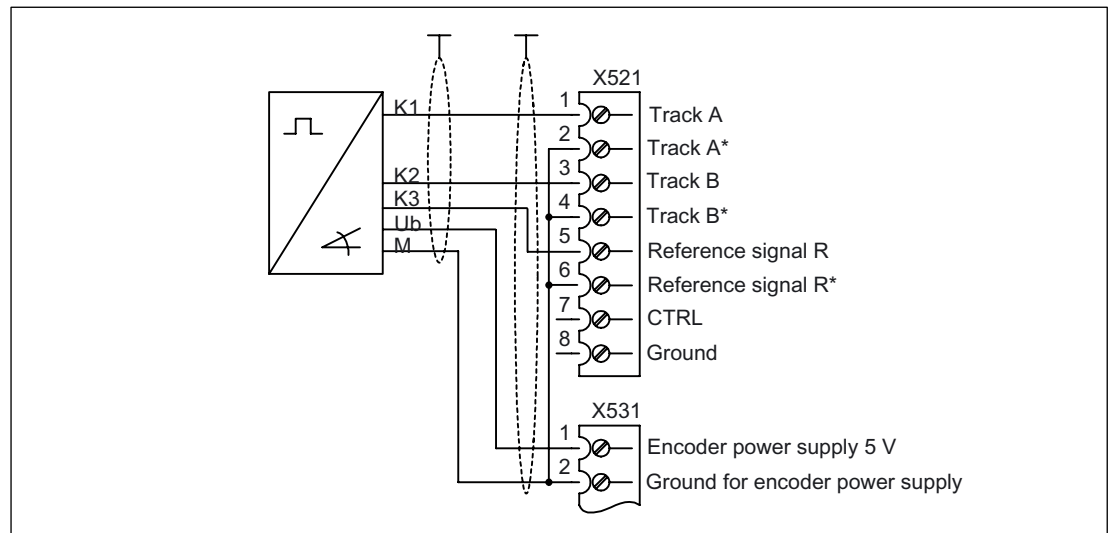 X521
K1
1 Track A
2 Track A*
K2
3 Track B
K3
4 Track B*
Ub
M
5 Reference signal R
6 Reference signal R*
7 CTRL
8 Ground
X531
1 Encoder power supply 5 V
2 Ground for encoder power supply